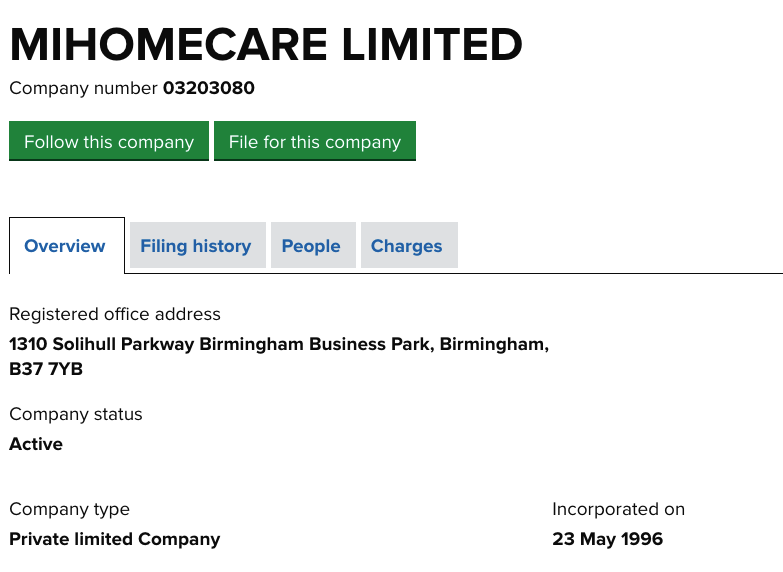 MIHOMECARE LIMITED
Company number 03203080
Follow this company
File for this company
Overview
Filing history
People
Charges
Registered office address
1310 Solihull Parkway Birmingham Business Park, Birmingham,
B37 7YB
Company status
Active
Company type
Private limited Company
Incorporated on
23 May 1996